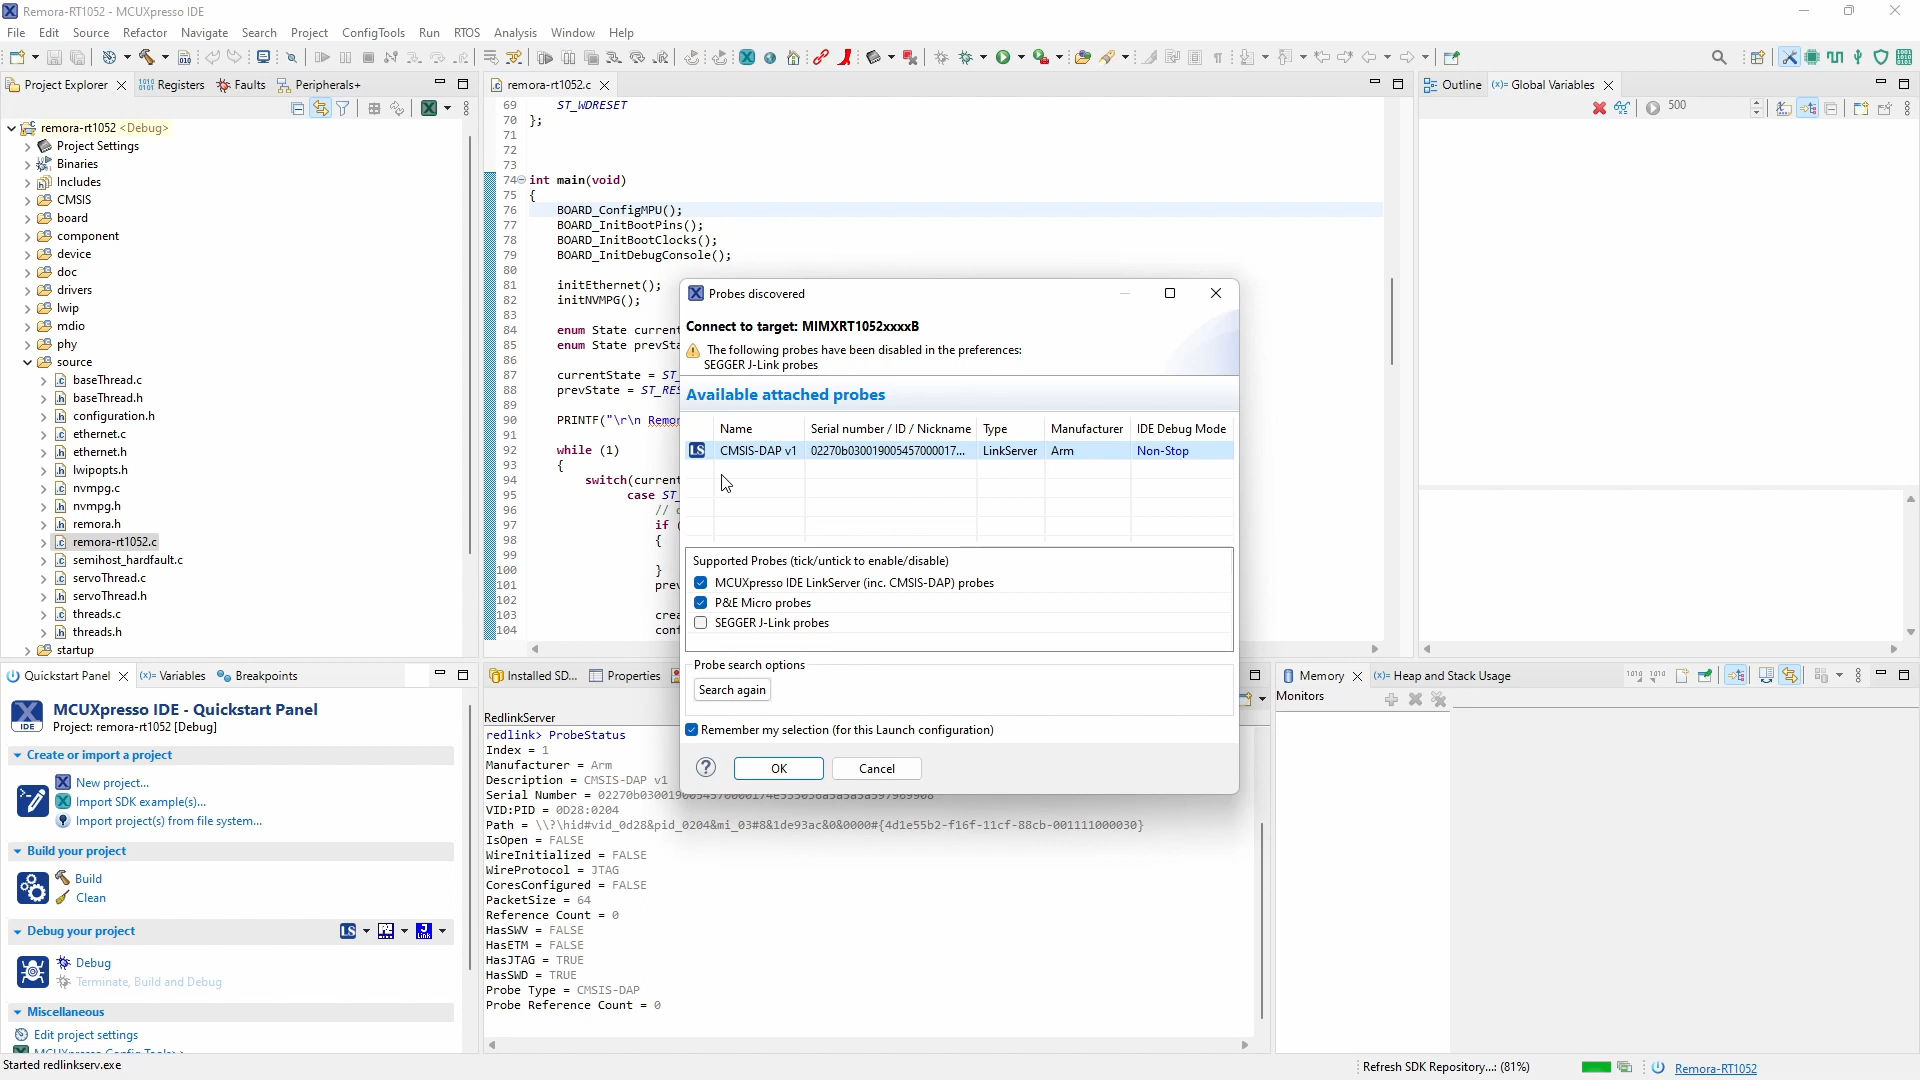 Remora-RT1052 - MCUXpresso IDE
File Edit Source Refactor Navigate Search Project ConfigTools Run RTOS Analysis Window Help
500
Project Explorer Registers Faults Peripherals+
remora-rt1052 <Debug>
Project Settings
Binaries
Includes
CMSIS
board
component
device
doc
drivers
lwip
mdio
phy
source
baseThread.c
baseThread.h
configuration.h
ethernet.c
ethernet.h
lwipopts.h
nvmpg.c
nvmpg.h
remora.h
remora-rt1052.c
semihost_hardfault.c
servoThread.c
servoThread.h
threads.c
threads.h
startup
remora-rt1052.c
69 ST_WDRESET
70 };
71
72
73
74 int main(void)
75 {
76 BOARD_ConfigMPU();
77 BOARD_InitBootPins();
78 BOARD_InitBootClocks();
79 BOARD_InitDebugConsole();
80
81 initEthernet();
82 initNVMPG();
83
84 enum State current
85 enum State prevSta
86
87 currentState = ST_
88 prevState = ST_RES
89
90 PRINTF("\r\n Remor
91
92 while (1)
93 {
94 switch(current
95 case ST_
96 // 
97 if (
98 {
99
100 }
101 prev
102
103 crea
104 conf
Outline Global Variables
Probes discovered
Connect to target: MIMXRT1052xxxxB
The following probes have been disabled in the preferences:
SEGGER J-Link probes
Available attached probes
Name Serial number / ID / Nickname Type Manufacturer IDE Debug Mode
LS CMSIS-DAP v1 02270b030019005457000017... LinkServer Arm Non-Stop
Supported Probes (tick/untick to enable/disable)
MCUXpresso IDE LinkServer (inc. CMSIS-DAP) probes
P&E Micro probes
SEGGER J-Link probes
Probe search options
Search again
Remember my selection (for this Launch configuration)
OK Cancel
Quickstart Panel Variables Breakpoints
IDE
MCUXpresso IDE - Quickstart Panel
Project: remora-rt1052 [Debug]
Create or import a project
New project...
Import SDK example(s)...
Import project(s) from file system...
Build your project
Build
Clean
Debug your project
LS
Debug
Terminate, Build and Debug
Miscellaneous
Edit project settings
MCUXpresso Config Tools>>
Installed SD... Properties
RedlinkServer
redlink> ProbeStatus
Index = 1
Manufacturer = Arm
Description = CMSIS-DAP v1
Serial Number =
VID:PID = 0D28:0204
Path = \\?\hid#vid_0d28&pid_0204&mi_03#8&1de93ac&0&0000#{4d1e55b2-f16f-11cf-88cb-001111000030}
IsOpen = FALSE
WireInitialized = FALSE
WireProtocol = JTAG
CoresConfigured = FALSE
PacketSize = 64
Reference Count = 0
HasSWV = FALSE
HasETM = FALSE
HasJTAG = TRUE
HasSWD = TRUE
Probe Type = CMSIS-DAP
Probe Reference Count = 0
Memory Heap and Stack Usage
Monitors
Started redlinkserv.exe
Refresh SDK Repository...: (81%)
Remora-RT1052